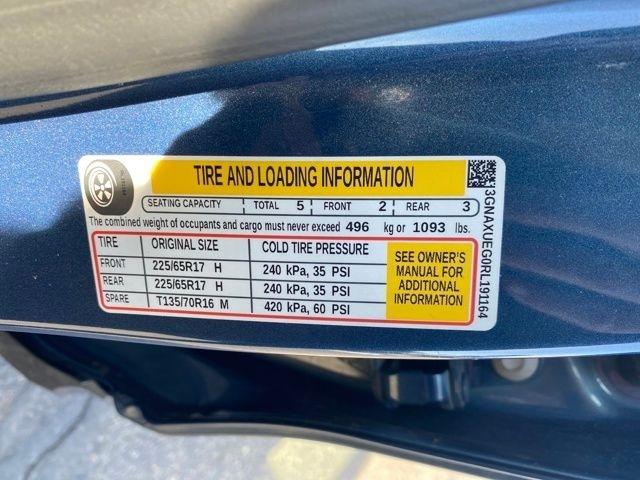 TIRE AND LOADING INFORMATION
SEATING CAPACITY TOTAL 5 FRONT 2 REAR 3
The combined weight of occupants and cargo must never exceed 496 kg or 1093 lbs.
TIRE ORIGINAL SIZE COLD TIRE PRESSURE
FRONT 225/65R17 H 240 kPa, 35 PSI
REAR 225/65R17 H 240 kPa, 35 PSI
SPARE T135/70R16 M 420 kPa, 60 PSI
SEE OWNER'S
MANUAL FOR
ADDITIONAL
INFORMATION
3GNAXUEG0RL191164